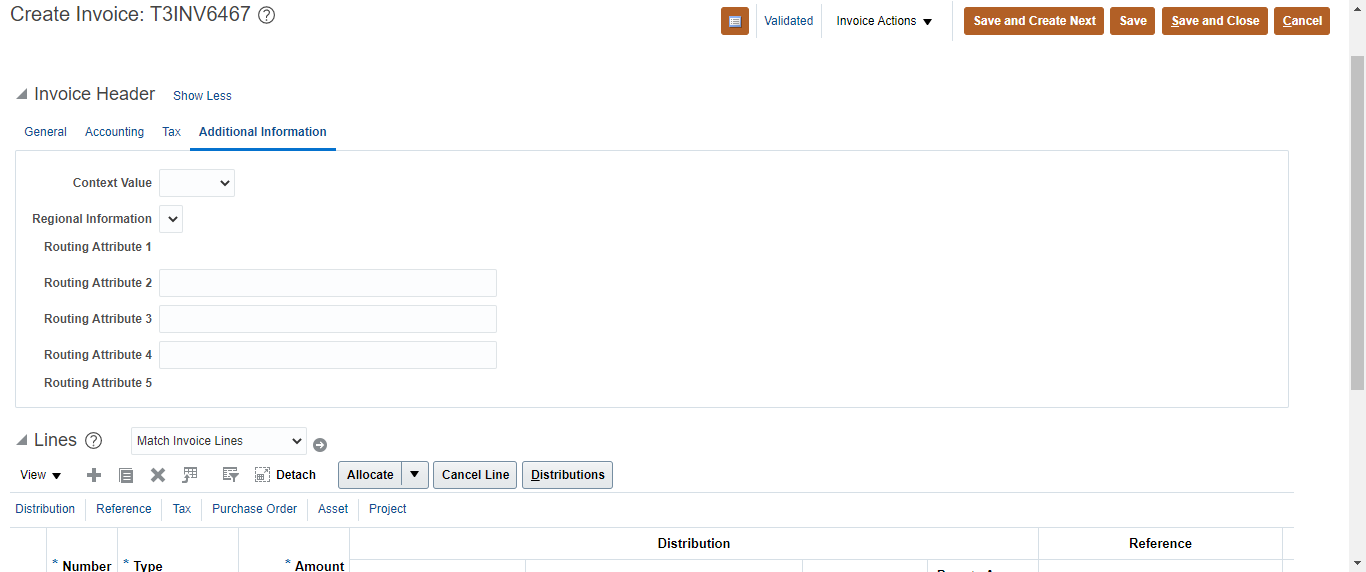 Create Invoice: T3INV6467 ?
Validated
Invoice Actions
Save and Create Next
Save
Save and Close
Cancel
Invoice Header Show Less
General Accounting Tax Additional Information
Context Value
Regional Information
Routing Attribute 1
Routing Attribute 2
Routing Attribute 3
Routing Attribute 4
Routing Attribute 5
Lines ? Match Invoice Lines
View Detach Allocate Cancel Line Distributions
Distribution Reference Tax Purchase Order Asset Project
Distribution Reference
* Number * Type * Amount